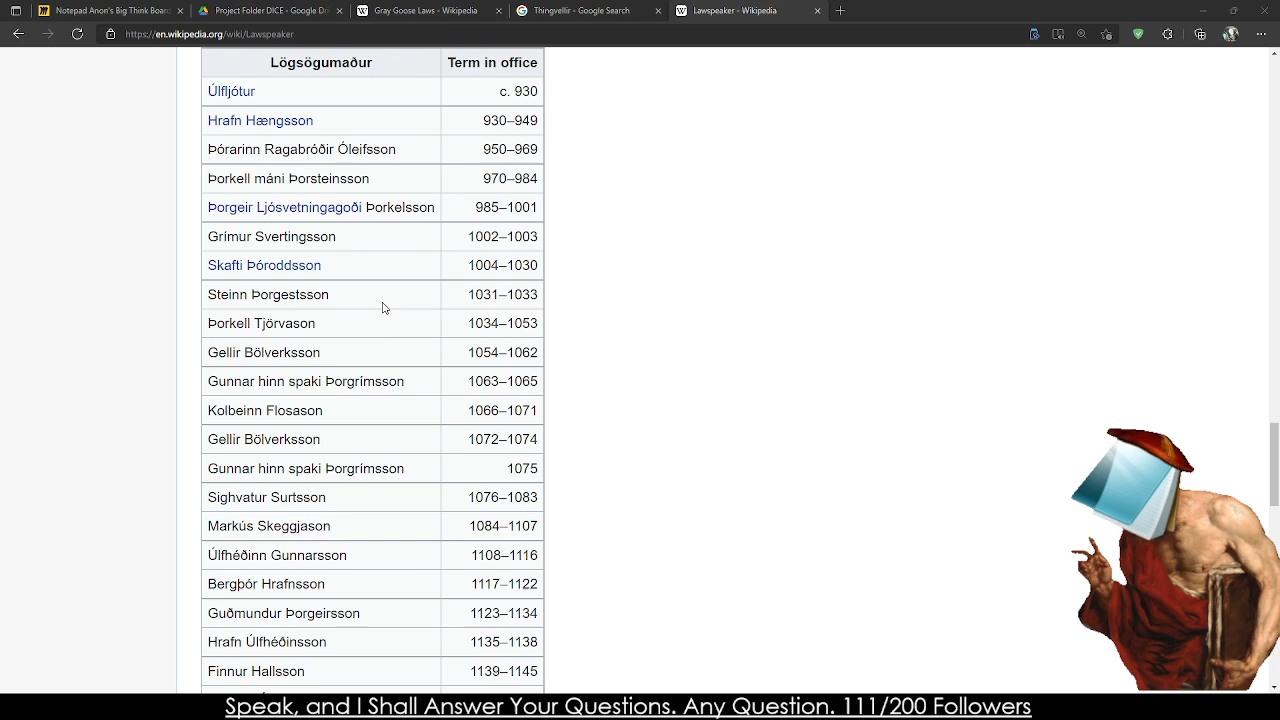 Notepad Anon's Big Think Board
Project Folder DICE - Google Dri
Gray Goose Laws - Wikipedia
Thingvellir - Google Search
Lawspeaker - Wikipedia
https://en.wikipedia.org/wiki/Lawspeaker
Lögsögumaður Term in office
Úlfljótur c. 930
Hrafn Hængsson 930–949
Þórarinn Ragabróðir Óleifsson 950–969
Þorkell máni Þorsteinsson 970–984
Þorgeir Ljósvetningagoði Þorkelsson 985–1001
Grímur Svertingsson 1002–1003
Skafti Þóroddsson 1004–1030
Steinn Þorgestsson 1031–1033
Þorkell Tjörvason 1034–1053
Gellir Bölverksson 1054–1062
Gunnar hinn spaki Þorgrímsson 1063–1065
Kolbeinn Flosason 1066–1071
Gellir Bölverksson 1072–1074
Gunnar hinn spaki Þorgrímsson 1075
Sighvatur Surtsson 1076–1083
Markús Skeggjason 1084–1107
Úlfhéðinn Gunnarsson 1108–1116
Bergþór Hrafnsson 1117–1122
Guðmundur Þorgeirsson 1123–1134
Hrafn Úlfhéðinsson 1135–1138
Finnur Hallsson 1139–1145
Speak, and I Shall Answer Your Questions. Any Question. 111/200 Followers